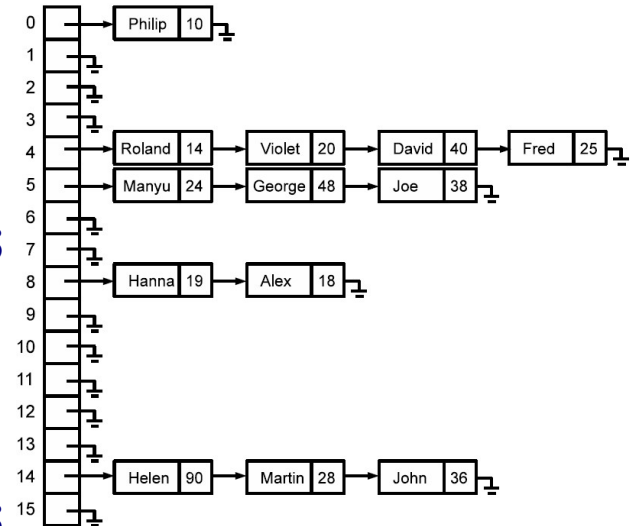 0 Philip 10
1
2
3
4 Roland 14 Violet 20 David 40 Fred 25
5 Manyu 24 George 48 Joe 38
6
7
8 Hanna 19 Alex 18
9
10
11
12
13
14 Helen 90 Martin 28 John 36
15